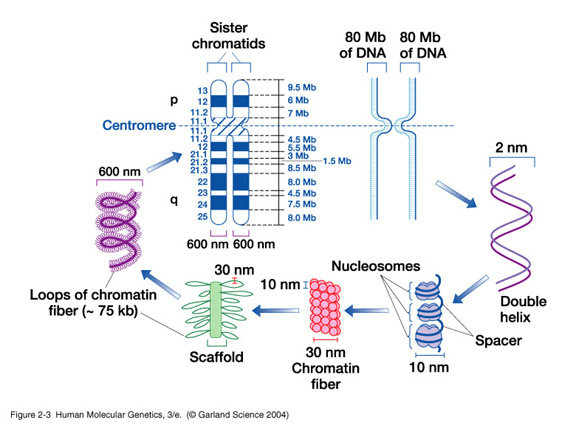 Sister
chromatids
80 Mb
of DNA
80 Mb
of DNA
p
13
12
11.2
11.1
Centromere
11.1
11.2
12
21.1
21.2
21.3
22
23
24
25
q
9.5 Mb
6 Mb
7 Mb
4.5 Mb
5.5 Mb
3 Mb
1.5 Mb
8.5 Mb
8.0 Mb
4.5 Mb
7.5 Mb
8.0 Mb
600 nm 600 nm
2 nm
600 nm
Loops of chromatin
fiber (~ 75 kb)
30 nm
Scaffold
10 nm
30 nm
Chromatin
fiber
Nucleosomes
Spacer
10 nm
Double
helix
Figure 2-3 Human Molecular Genetics, 3/e. (© Garland Science 2004)